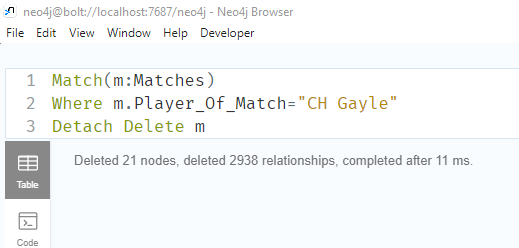 neo4j@bolt://localhost:7687/neo4j - Neo4j Browser
File Edit View Window Help Developer
1 Match(m:Matches)
2 Where m.Player_Of_Match="CH Gayle"
3 Detach Delete m
Deleted 21 nodes, deleted 2938 relationships, completed after 11 ms.
Table
Code